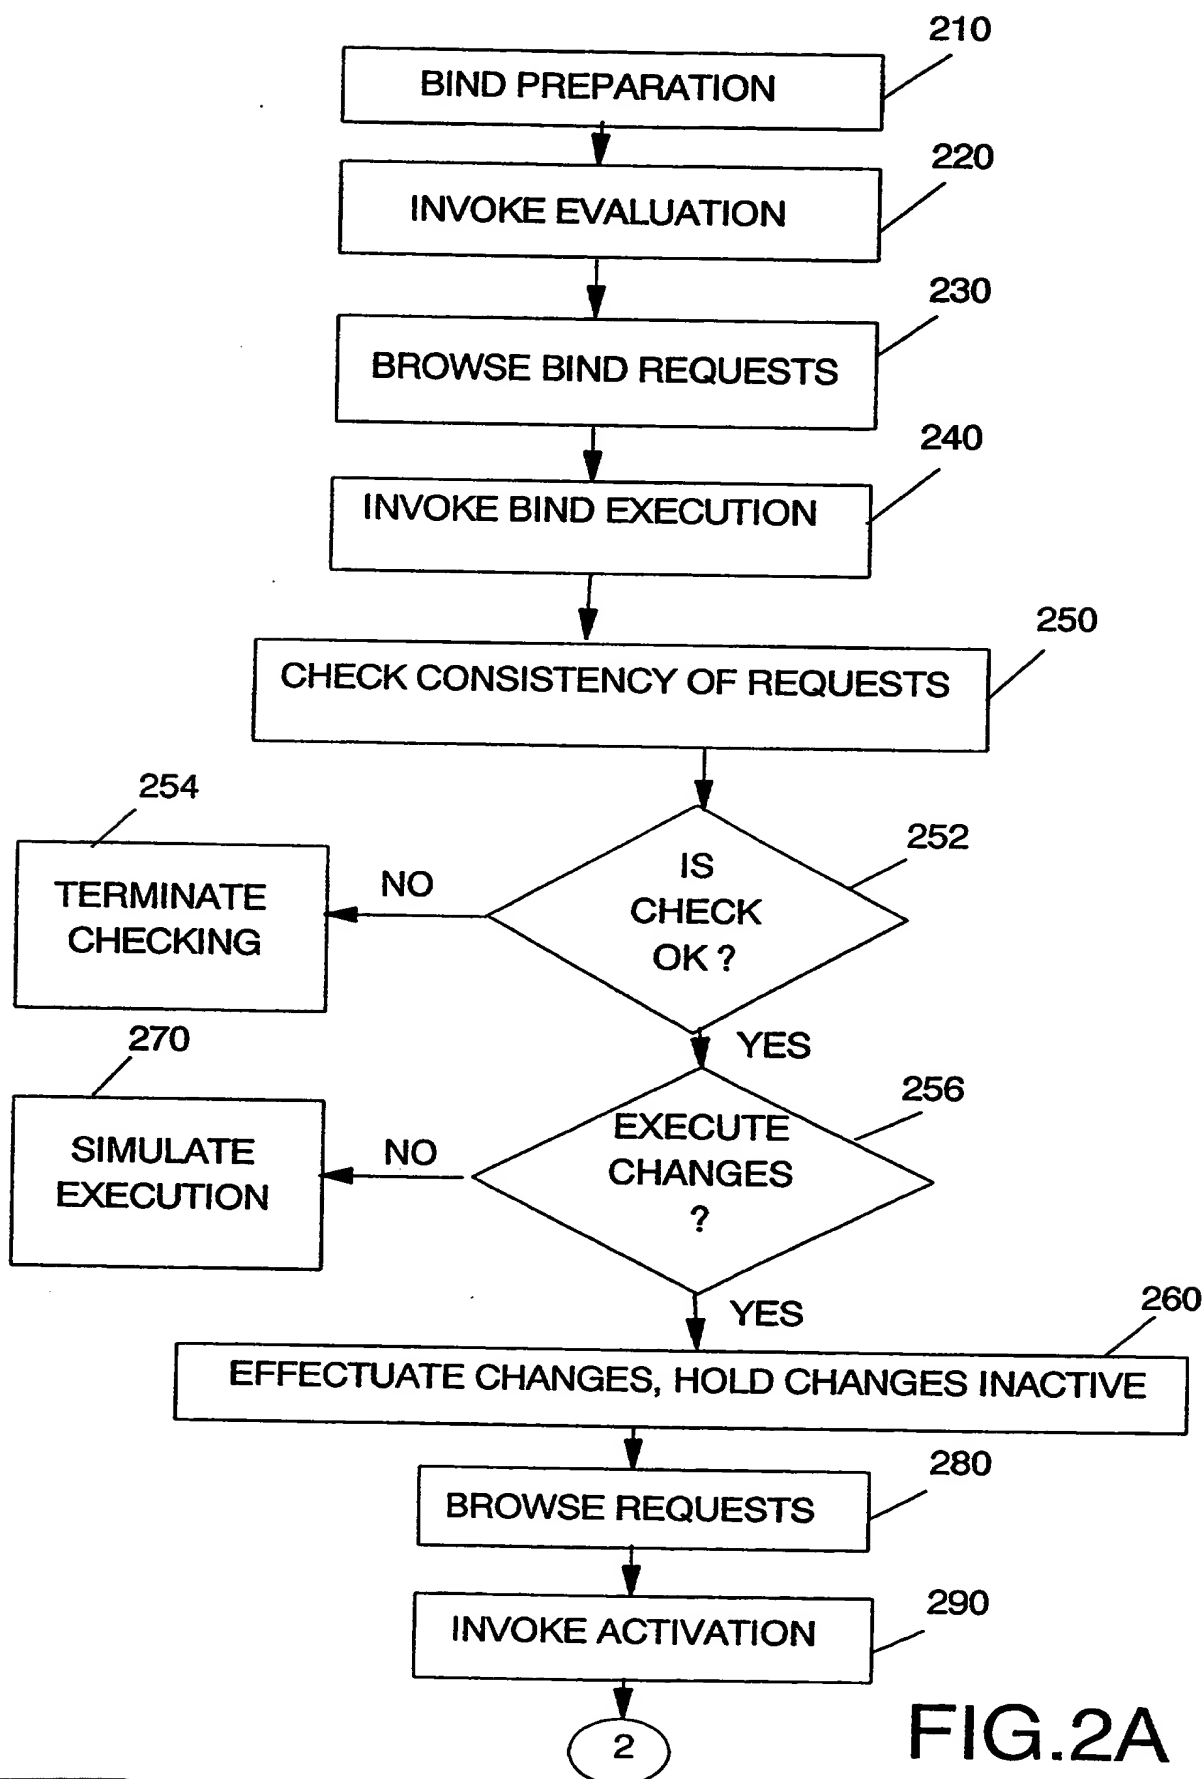 210
BIND PREPARATION
220
INVOKE EVALUATION
230
BROWSE BIND REQUESTS
240
INVOKE BIND EXECUTION
250
CHECK CONSISTENCY OF REQUESTS
254
252
TERMINATE
CHECKING
NO
IS
CHECK
OK ?
YES
270
256
SIMULATE
EXECUTION
NO
EXECUTE
CHANGES
?
YES
260
EFFECTUATE CHANGES, HOLD CHANGES INACTIVE
280
BROWSE REQUESTS
290
INVOKE ACTIVATION
2
FIG.2A